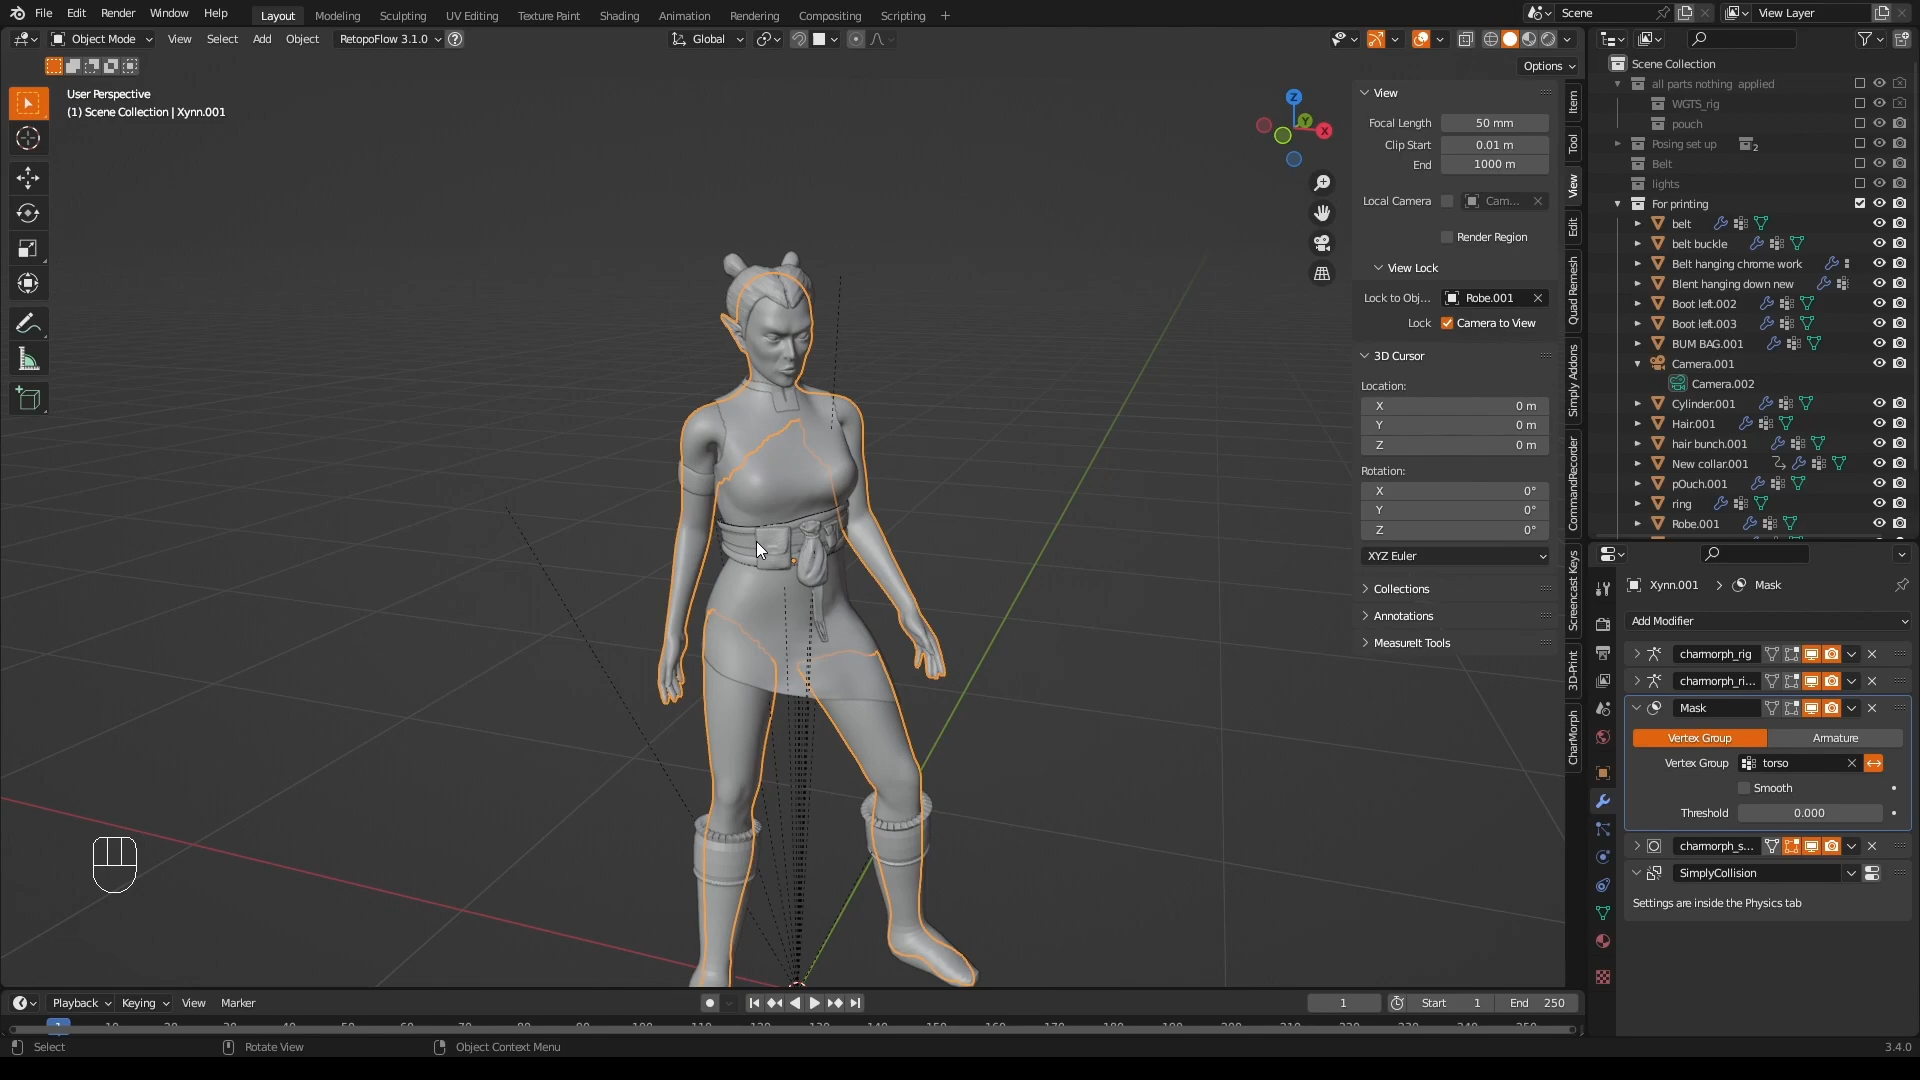 File Edit Render Window Help Layout Modeling Sculpting UV Editing Texture Paint Shading Animation Rendering Compositing Scripting + Scene View Layer
Object Mode View Select Add Object RetopoFlow 3.1.0 Global
Options
User Perspective
(1) Scene Collection | Xynn.001
Z
Y
X
View
Focal Length 50 mm
Clip Start 0.01 m
End 1000 m
Local Camera Cam...
Render Region
View Lock
Lock to Obj... Robe.001
Lock Camera to View
3D Cursor
Location:
X 0 m
Y 0 m
Z 0 m
Rotation:
X 0°
Y 0°
Z 0°
XYZ Euler
Collections
Annotations
MeasureIt Tools
Item
Tool
View
Edit
Quad Remesh
Simply Addons
CommandRecorder
Screencast Keys
3D-Print
CharMorph
Scene Collection
all parts nothing applied
WGTS_rig
pouch
Posing set up 2
Belt
lights
For printing
belt
belt buckle
Belt hanging chrome work
Blent hanging down new
Boot left.002
Boot left.003
BUM BAG.001
Camera.001
Camera.002
Cylinder.001
Hair.001
hair bunch.001
New collar.001
pOuch.001
ring
Robe.001
Xynn.001 > Mask
Add Modifier
charmorph_rig
charmorph_ri...
Mask
Vertex Group Armature
Vertex Group torso
Smooth
Threshold 0.000
charmorph_s...
SimplyCollision
Settings are inside the Physics tab
Playback Keying View Marker 1 Start 1 End 250
Select Rotate View Object Context Menu 3.4.0